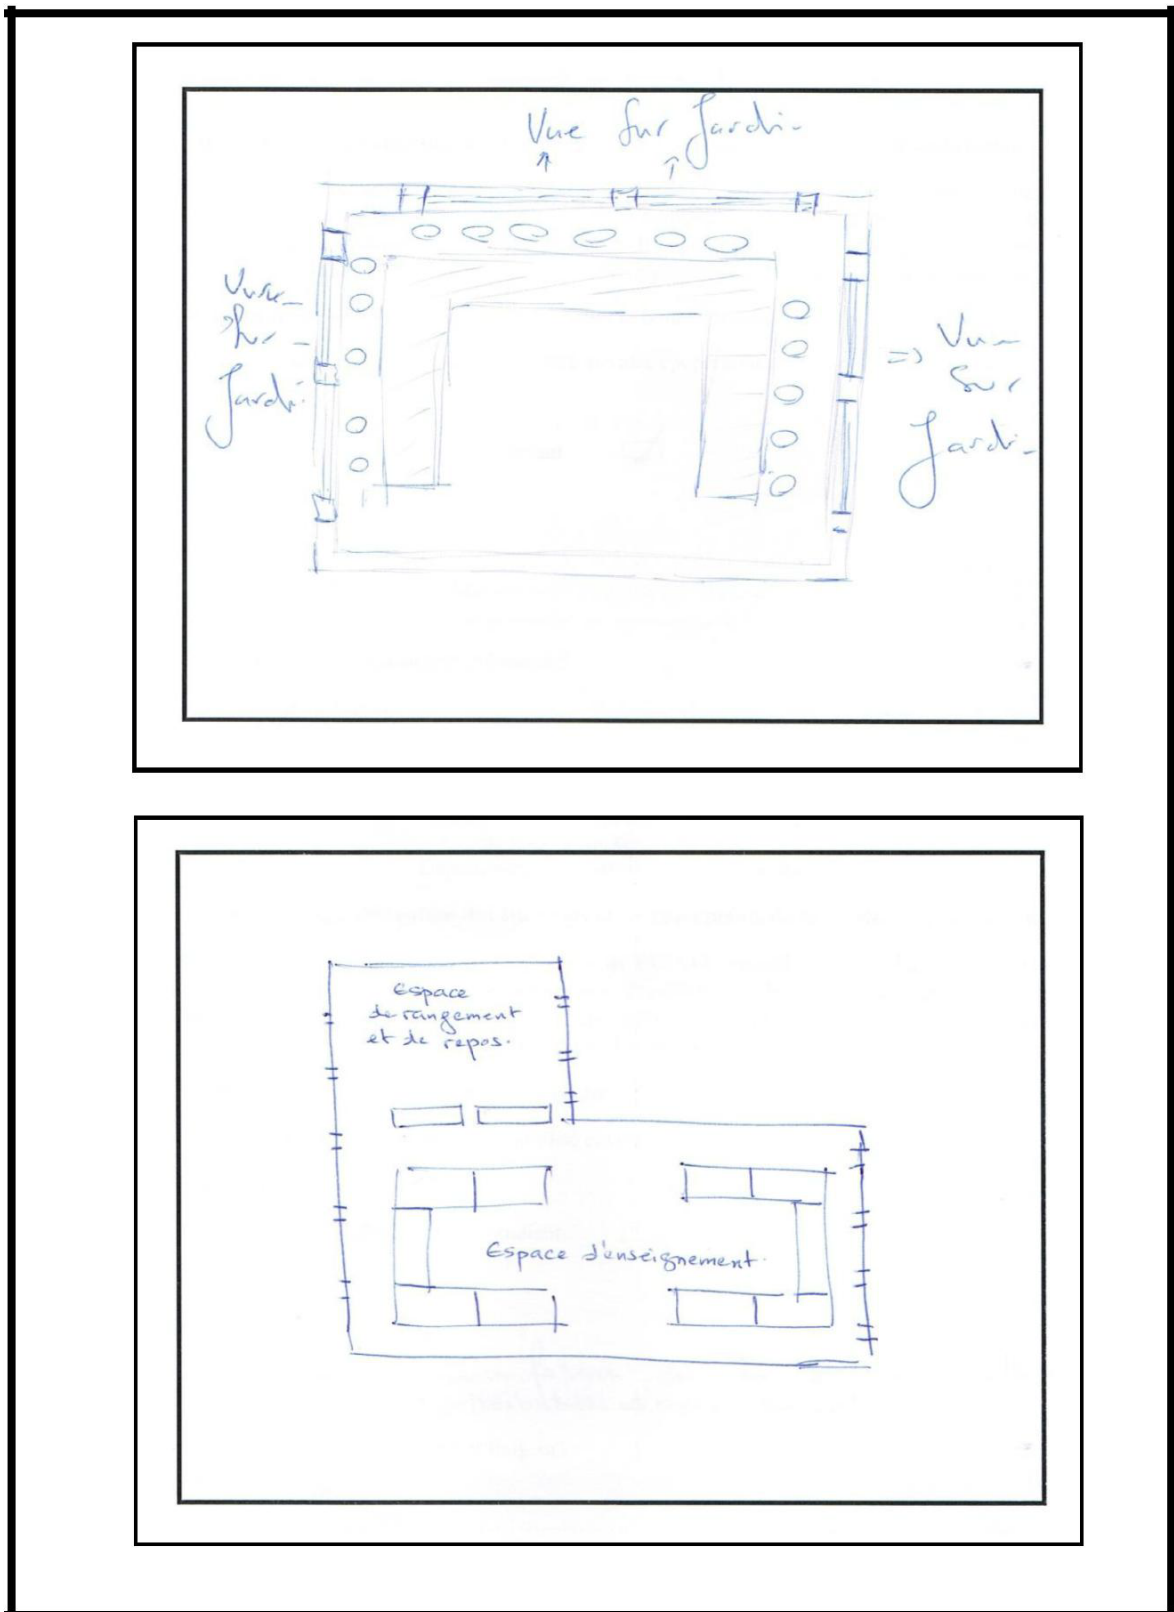 Vue Sur Jardin
Vue
Sur
Jardin
=> Vue
Sur
Jardin
Espace
de rangement
et de repos.
Espace d'enseignement.